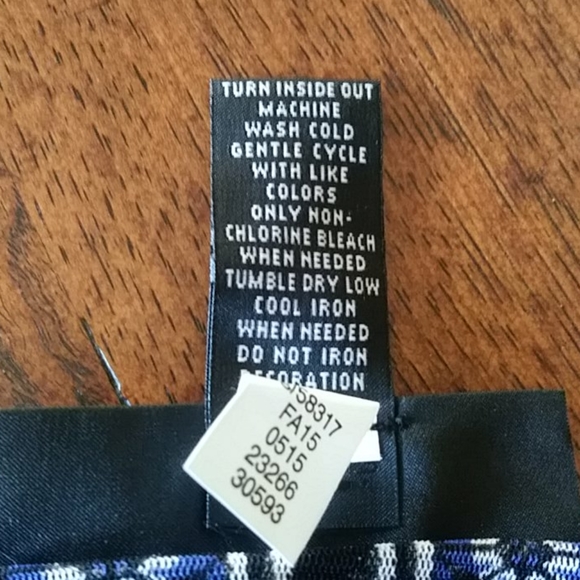 TURN INSIDE OUT
MACHINE
WASH COLD
GENTLE CYCLE
WITH LIKE
COLORS
ONLY NON-
CHLORINE BLEACH
WHEN NEEDED
TUMBLE DRY LOW
COOL IRON
WHEN NEEDED
DO NOT IRON
DECORATION
58317
FA15
0515
23266
30593